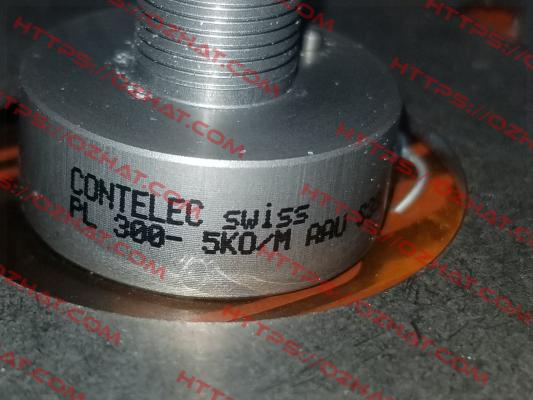 CONTELEC swiss
PL 300- 5KO/M AAU
HTTPS://OZHAT.COM